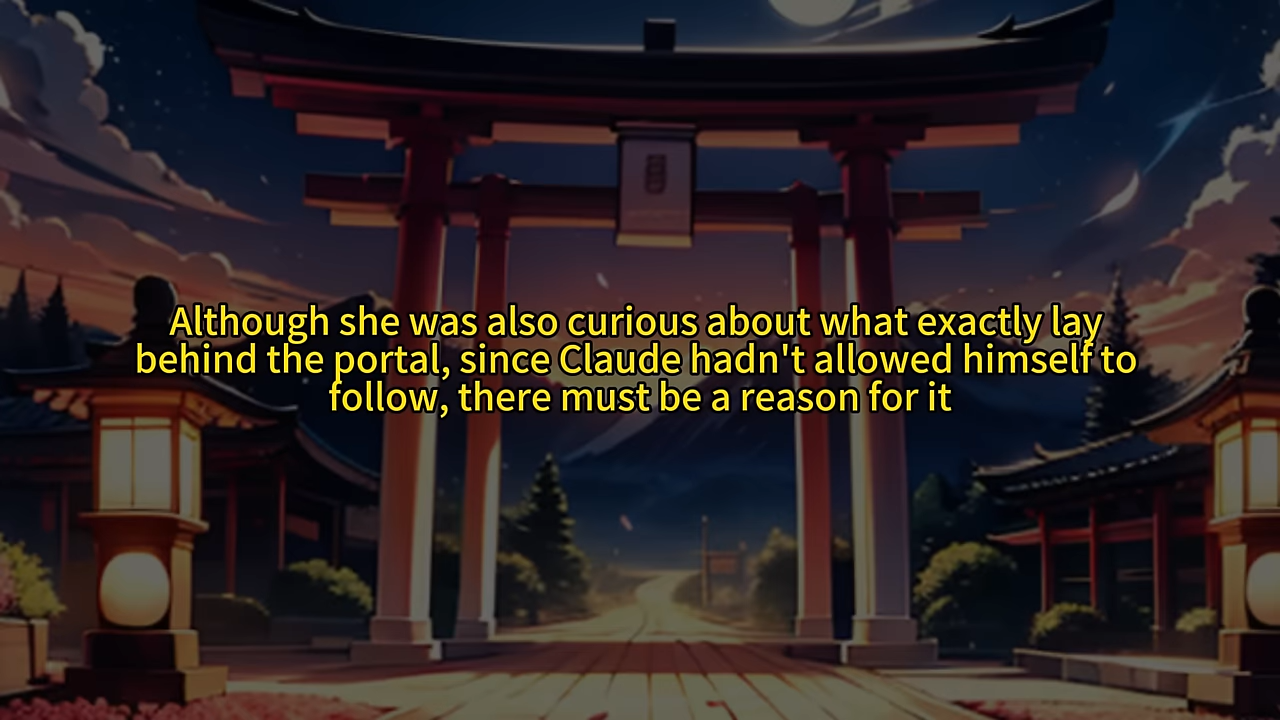 Although she was also curious about what exactly lay
behind the portal, since Claude hadn't allowed himself to
follow, there must be a reason for it